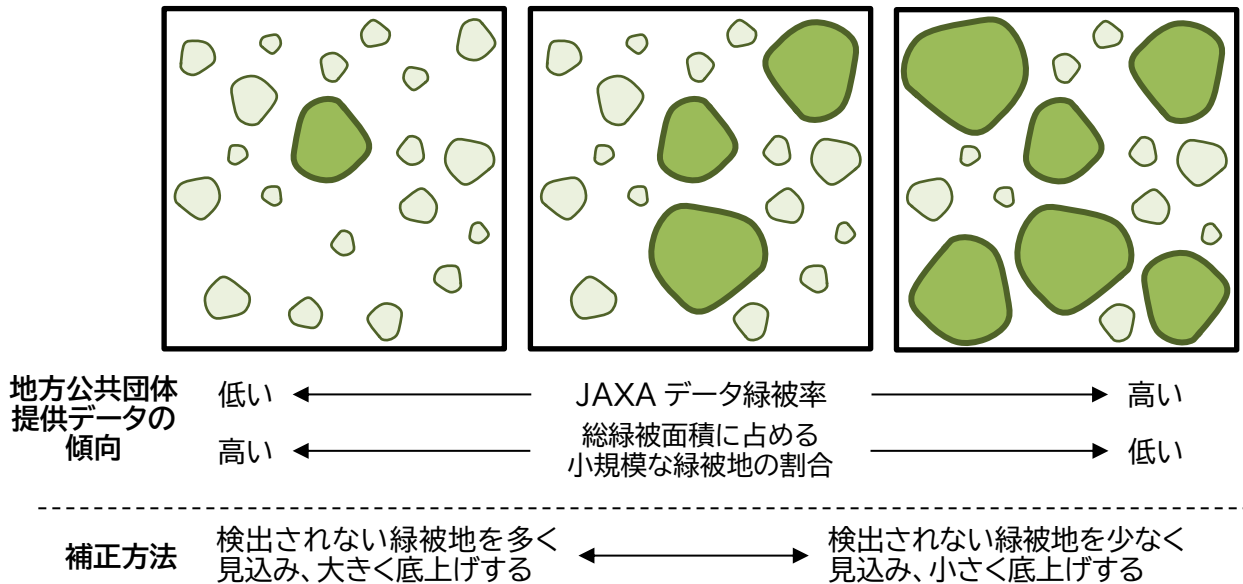 地方公共団体
提供データの
傾向
低い
JAXA データ緑被率
高い
高い
総緑被面積に占める
小規模な緑被地の割合
低い
補正方法
検出されない緑被地を多く
見込み、大きく底上げする
検出されない緑被地を少なく
見込み、小さく底上げする